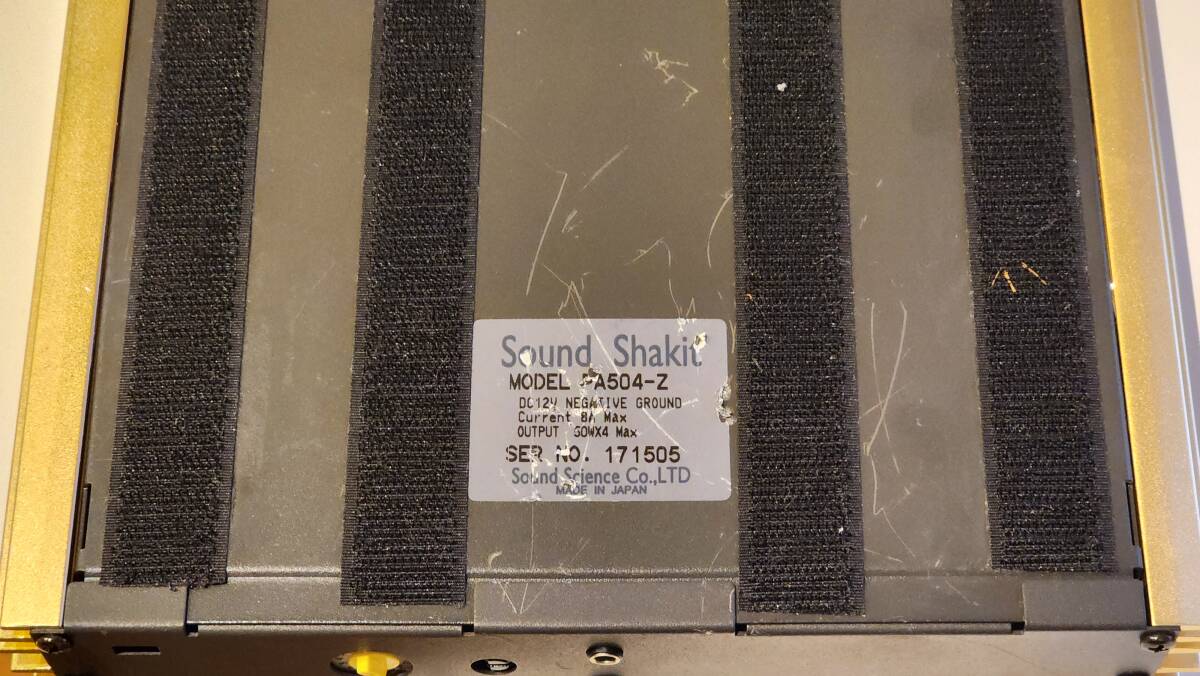 Sound Shakit
MODEL PA504-Z
DC12V NEGATIVE GROUND
Current 8A Max
OUTPUT 60WX4 Max
SER NO. 171505
Sound Science Co.,LTD
MADE IN JAPAN